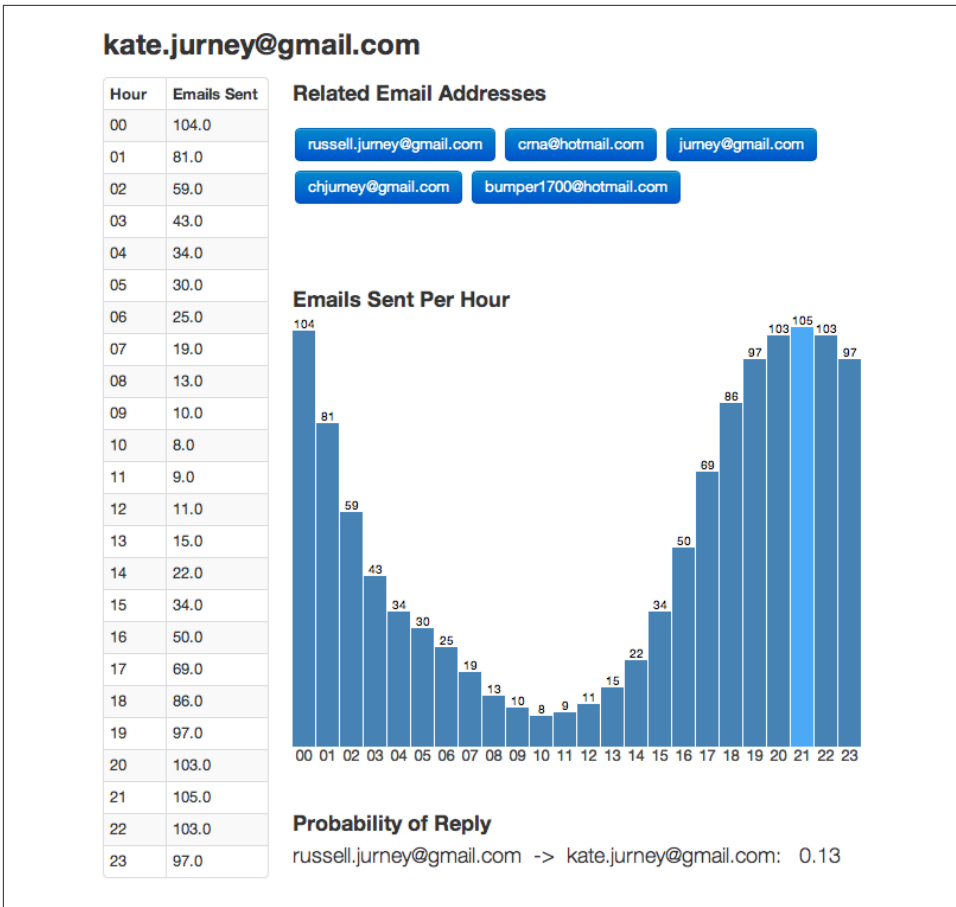 kate.jurney@gmail.com
Hour Emails Sent
00 104.0
01 81.0
02 59.0
03 43.0
04 34.0
05 30.0
06 25.0
07 19.0
08 13.0
09 10.0
10 8.0
11 9.0
12 11.0
13 15.0
14 22.0
15 34.0
16 50.0
17 69.0
18 86.0
19 97.0
20 103.0
21 105.0
22 103.0
23 97.0
Related Email Addresses
russell.jurney@gmail.com cma@hotmail.com jurney@gmail.com
chjurney@gmail.com bumper1700@hotmail.com
Emails Sent Per Hour
104 81 59 43 34 30 25 19 13 10 8 9 11 15 22 34 50 69 86 97 103 105 103 97
00 01 02 03 04 05 06 07 08 09 10 11 12 13 14 15 16 17 18 19 20 21 22 23
Probability of Reply
russell.jurney@gmail.com -> kate.jurney@gmail.com: 0.13